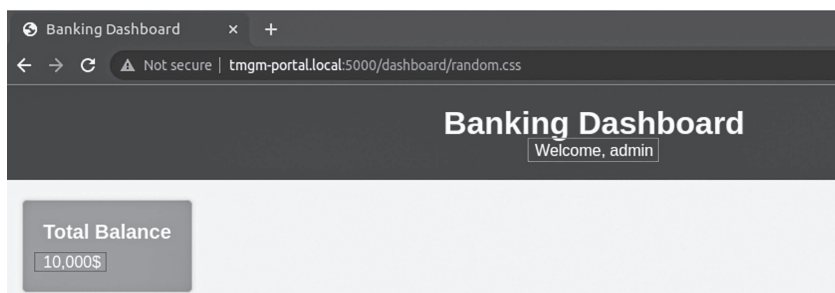 Banking Dashboard
Not secure | tmgm-portal.local:5000/dashboard/random.css
Banking Dashboard
Welcome, admin
Total Balance
10,000$